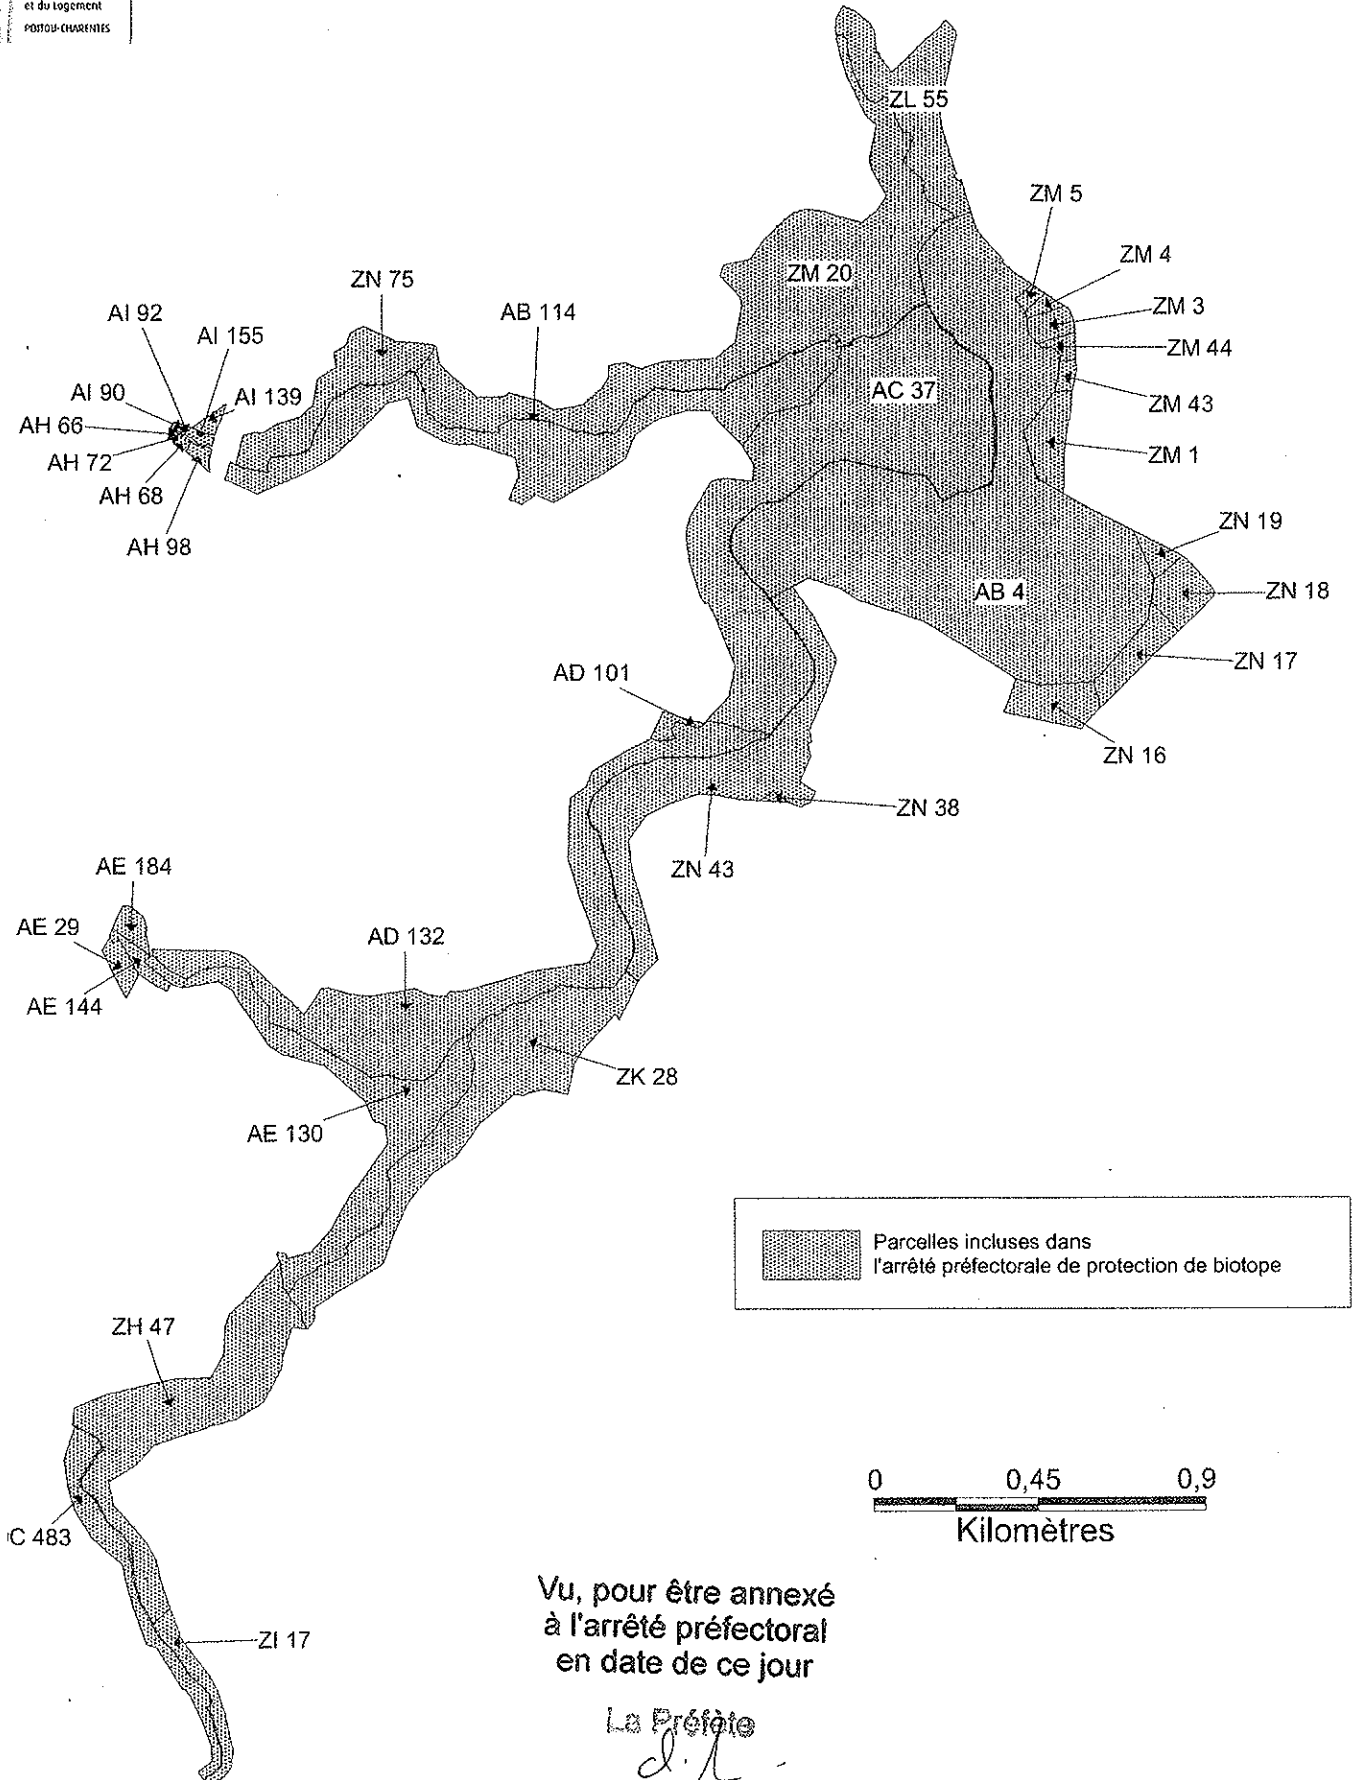 et du Logement
POITOU-CHARENTES
ZL 55
ZM 5
ZM 4
ZM 20
ZN 75
ZM 3
AI 92
AB 114
AI 155
ZM 44
AC 37
AI 90
AI 139
ZM 43
AH 66
AH 72
ZM 1
AH 68
AH 98
ZN 19
AB 4
ZN 18
ZN 17
AD 101
ZN 16
ZN 38
AE 184
ZN 43
AE 29
AD 132
AE 144
ZK 28
AE 130
Parcelles incluses dans
l'arrêté préfectorale de protection de biotope
ZH 47
0 0,45 0,9
Kilomètres
C 483
Vu, pour être annexé
à l'arrêté préfectoral
en date de ce jour
ZI 17
La Préfète